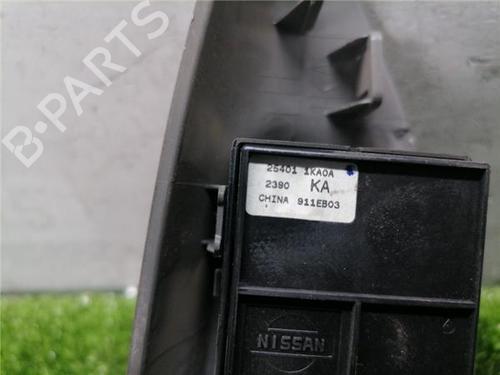 B-PARTS
25401 1KA0A
2390 KA
CHINA 911EB03
NISSAN